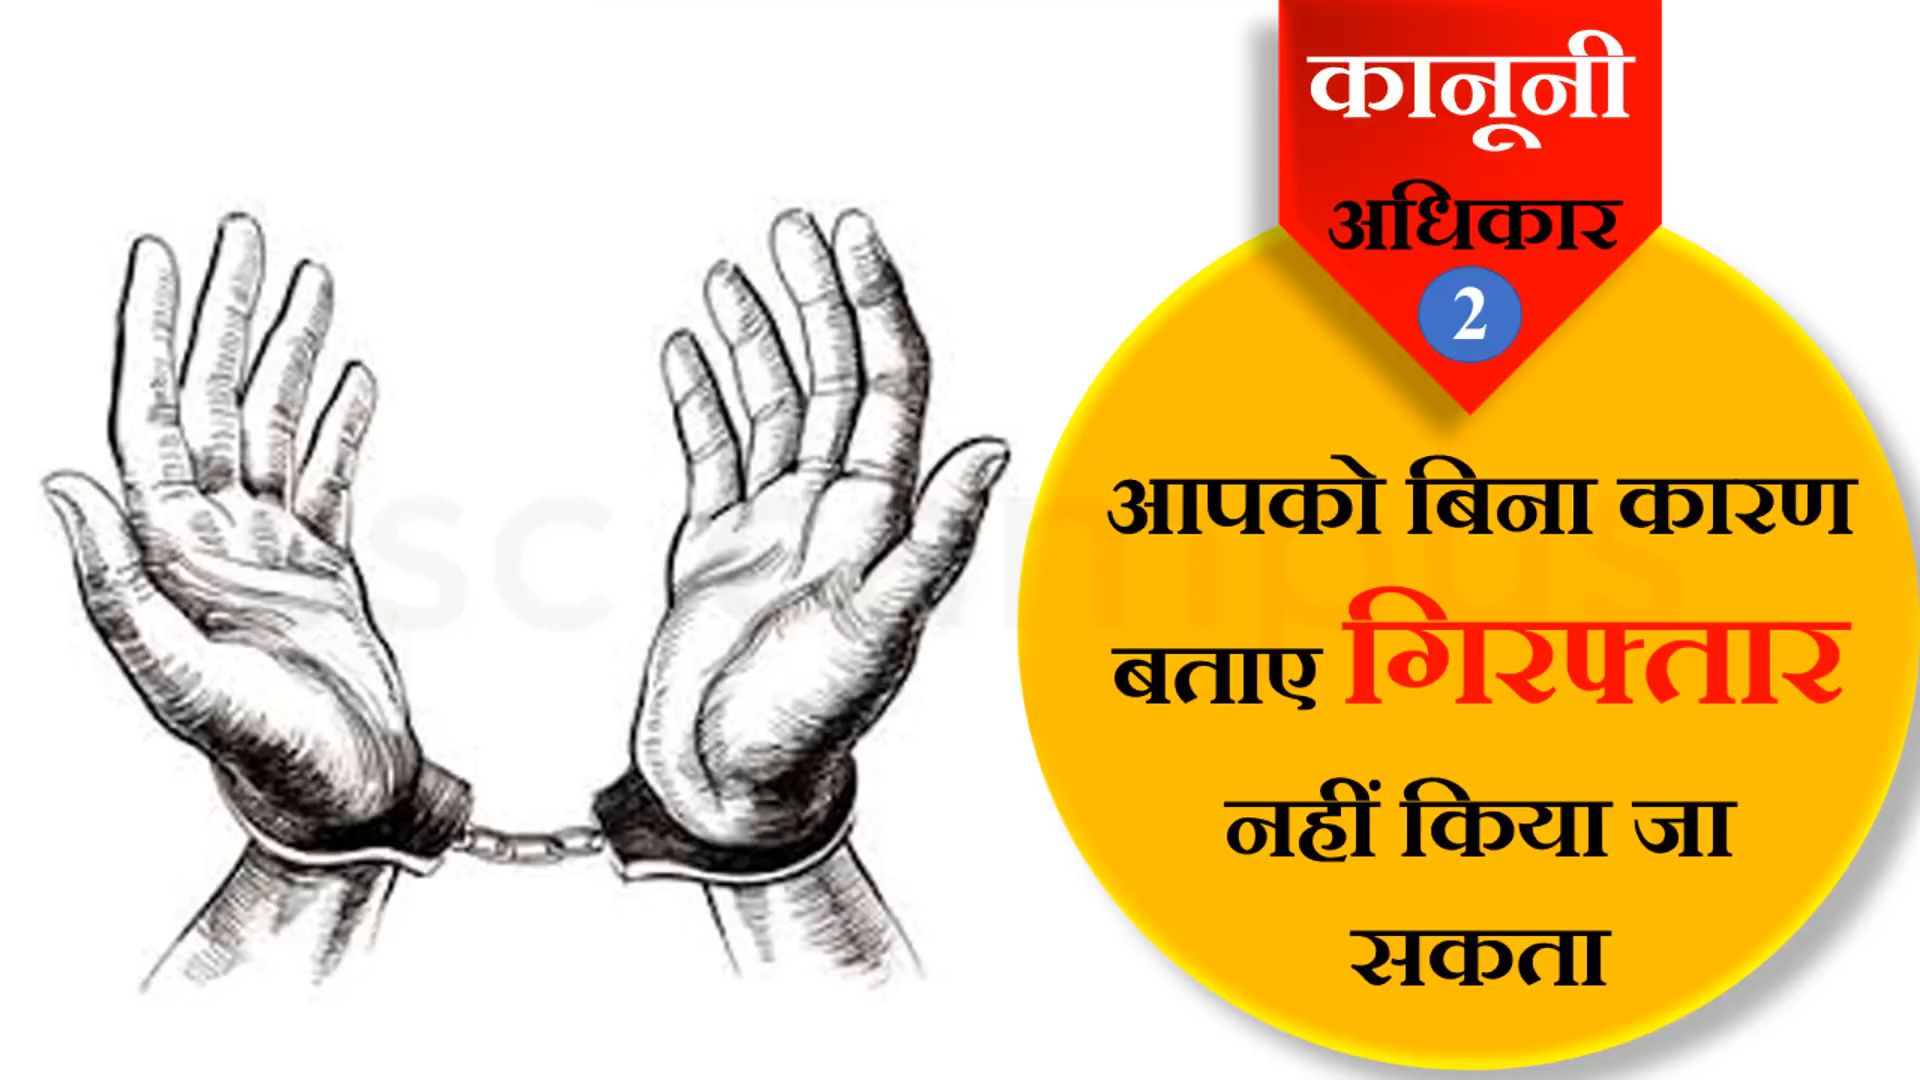 कानूनी
अधिकार
2
आपको बिना कारण
बताए गिरफ्तार
नहीं किया जा
सकता